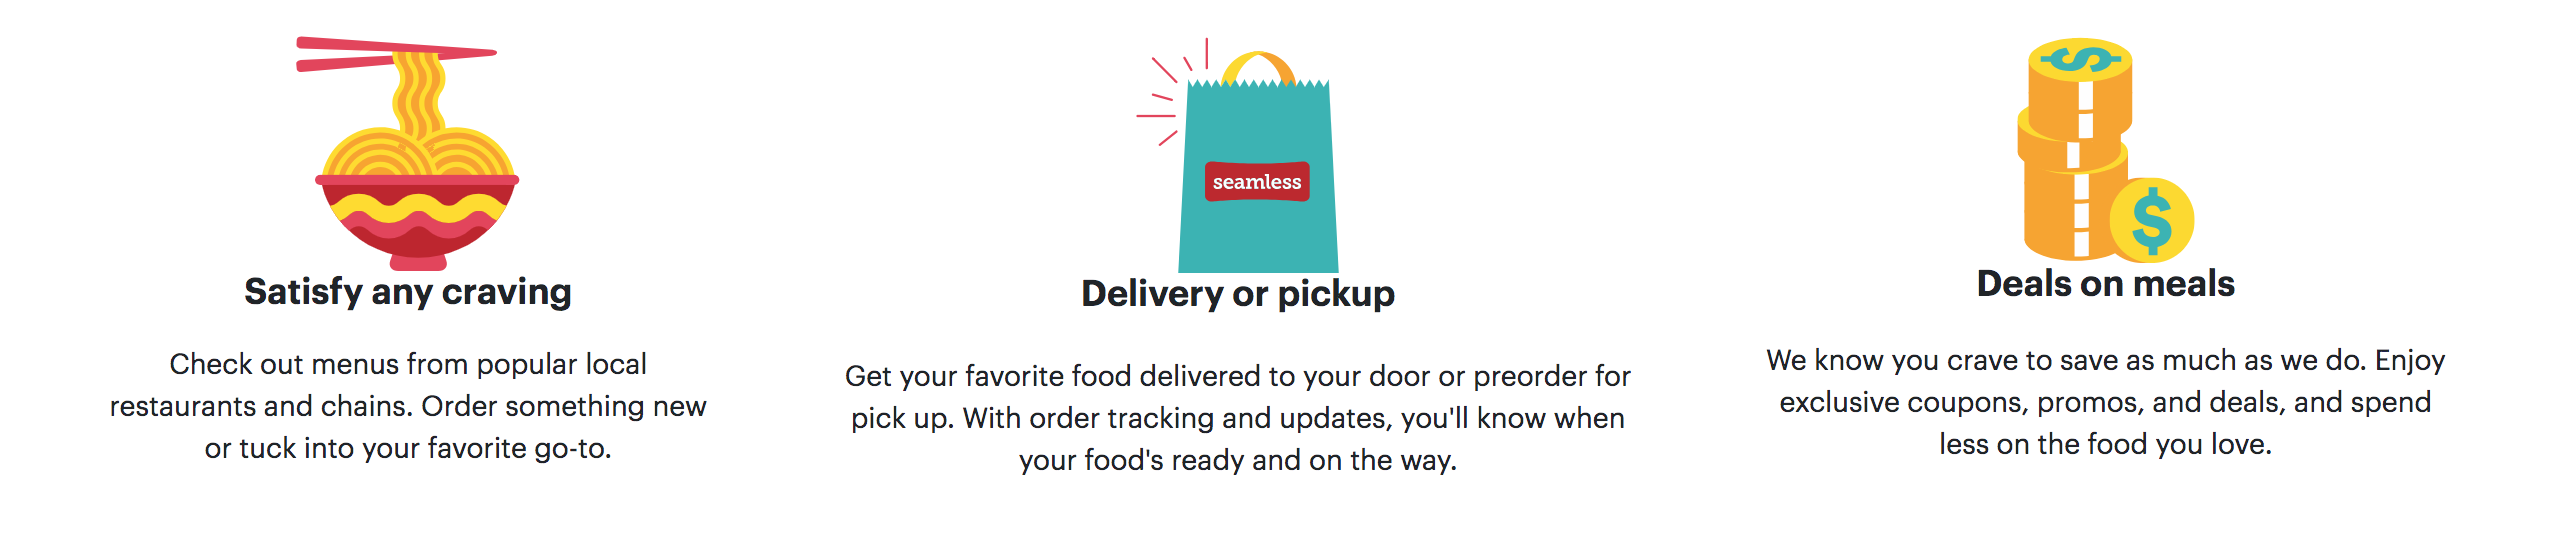 seamless
Satisfy any craving
Check out menus from popular local
restaurants and chains. Order something new
or tuck into your favorite go-to.
Delivery or pickup
Get your favorite food delivered to your door or preorder for
pick up. With order tracking and updates, you'll know when
your food's ready and on the way.
$
$
Deals on meals
We know you crave to save as much as we do. Enjoy
exclusive coupons, promos, and deals, and spend
less on the food you love.